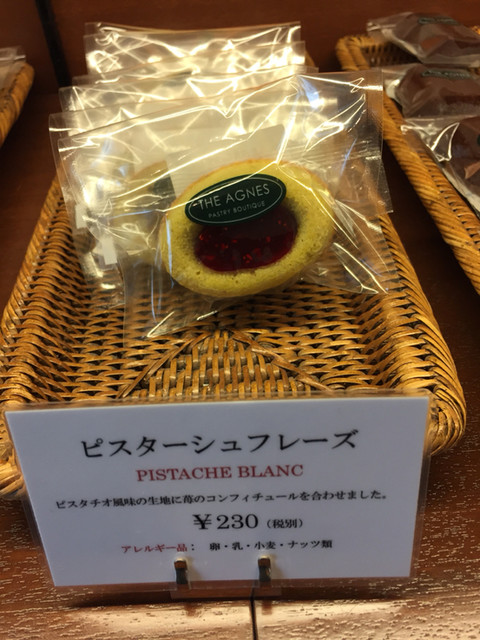 THE AGNES
PASTRY BOUTIQUE
ピスターシュフレーズ
PISTACHE BLANC
ピスタチオ風味の生地に苺のコンフィチュールを合わせました。
￥230(税別)
アレルギー品： 卵・乳・小麦・ナッツ類